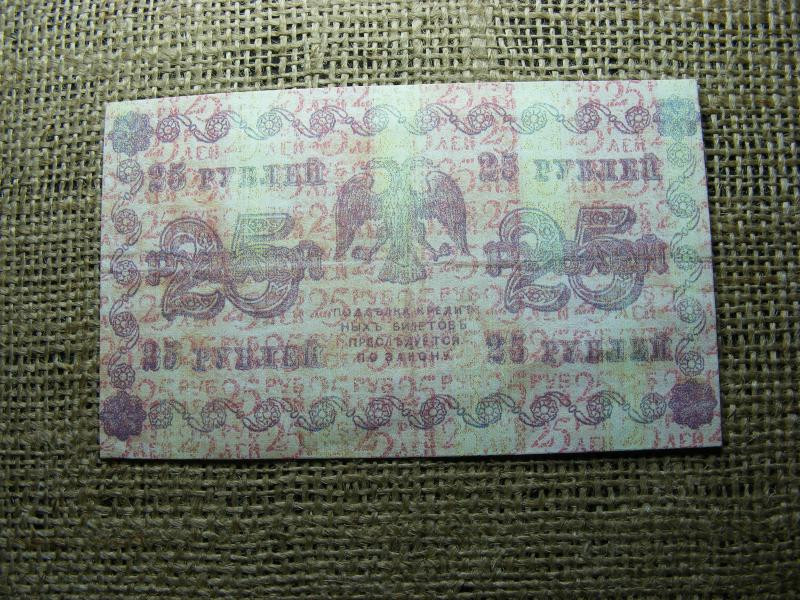 25 РУБЛЕЙ
25 РУБЛЕЙ
25
25
ПОДДѢЛКА КРЕДИТ
НЫХЪ БИЛЕТОВЪ
ПРЕСЛѢДУЕТСЯ
ПО ЗАКОНУ.
25 РУБЛЕЙ
25 РУБЛЕЙ